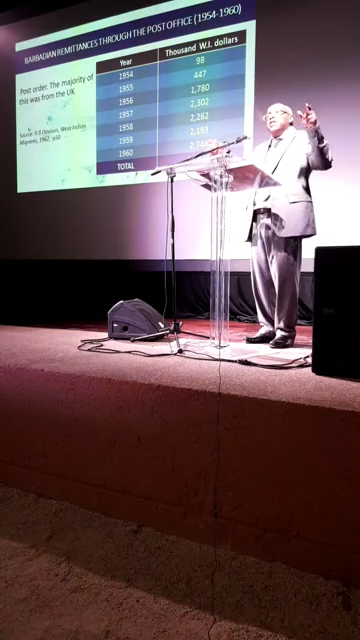 BARBADIAN REMITTANCES THROUGH THE POST OFFICE (1954-1960)
Post order. The majority of
this was from the UK
Source: R.B Davison, West Indian
Migrants, 1962,
Year Thousand W.I. dollars
1954 98
1955 447
1956 1,780
1957 2,302
1958 2,262
1959 2,193
1960
TOTAL